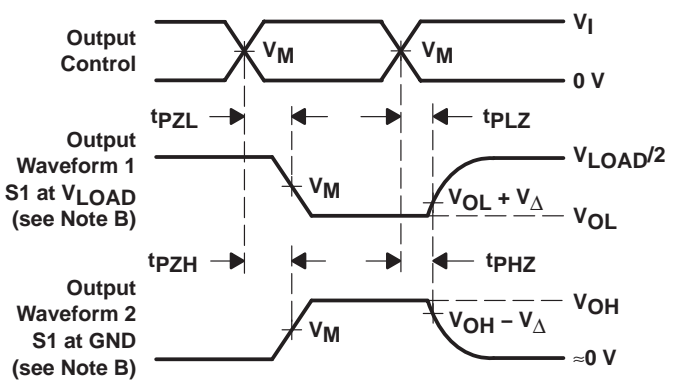 Output
Control
V_M
V_M
V_I
0 V
t_PZL
t_PLZ
Output
Waveform 1
S1 at V_LOAD
(see Note B)
V_M
V_LOAD/2
V_OL + V_Δ
V_OL
t_PZH
t_PHZ
Output
Waveform 2
S1 at GND
(see Note B)
V_M
V_OH
V_OH – V_Δ
≈0 V